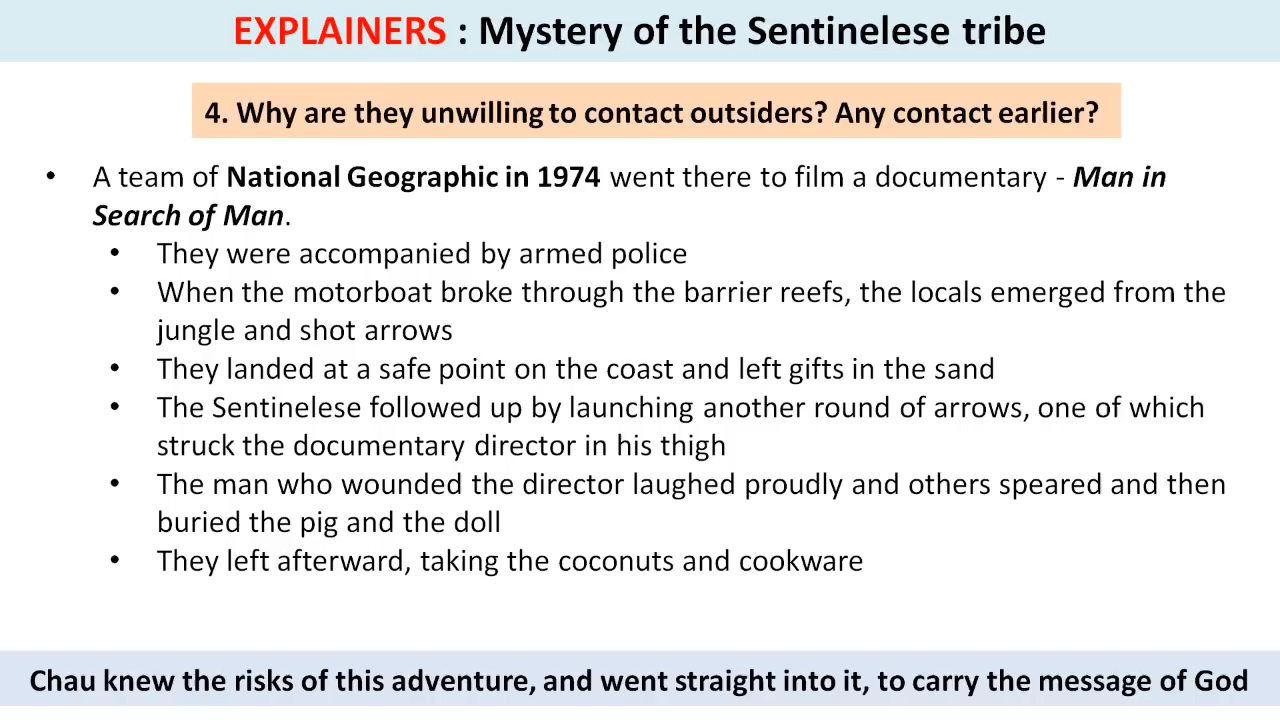 EXPLAINERS : Mystery of the Sentinelese tribe
4. Why are they unwilling to contact outsiders? Any contact earlier?
• A team of National Geographic in 1974 went there to film a documentary - Man in
Search of Man.
• They were accompanied by armed police
• When the motorboat broke through the barrier reefs, the locals emerged from the
jungle and shot arrows
• They landed at a safe point on the coast and left gifts in the sand
• The Sentinelese followed up by launching another round of arrows, one of which
struck the documentary director in his thigh
• The man who wounded the director laughed proudly and others speared and then
buried the pig and the doll
• They left afterward, taking the coconuts and cookware
Chau knew the risks of this adventure, and went straight into it, to carry the message of God